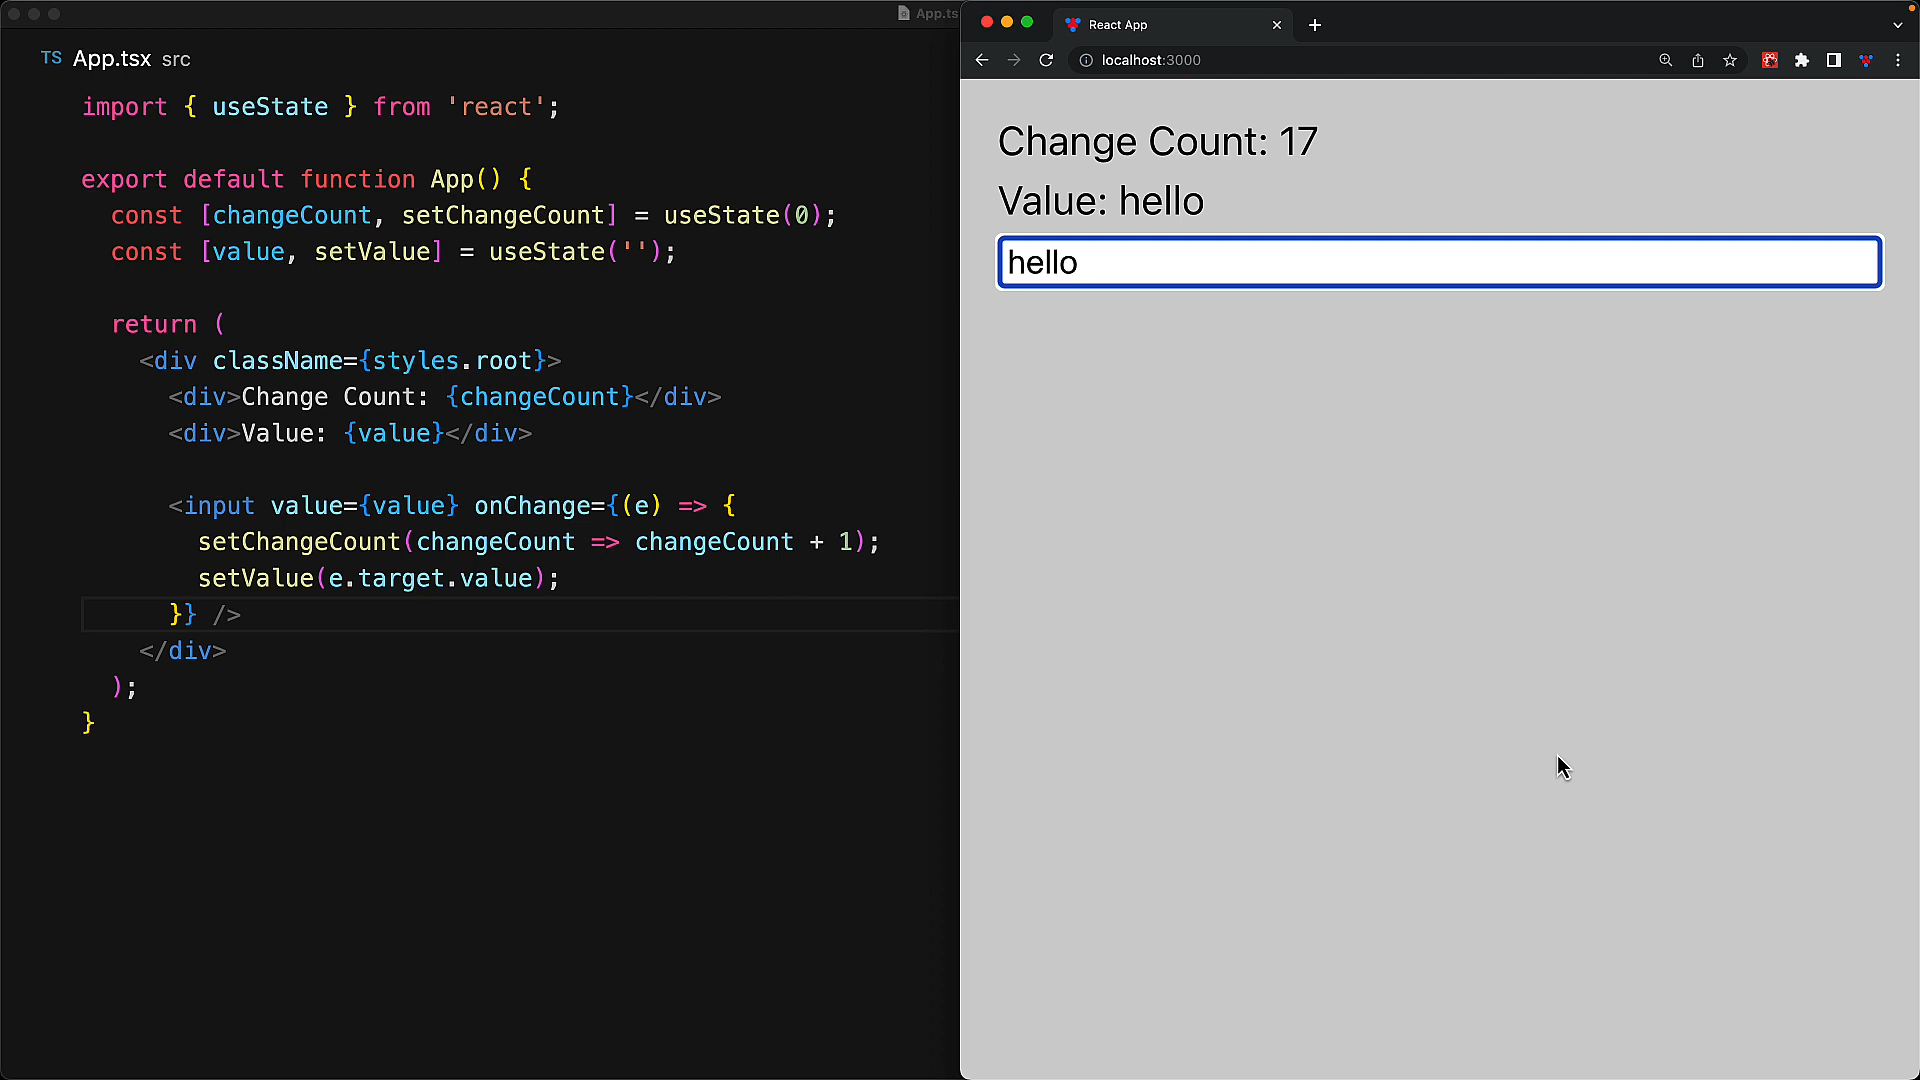 App.ts
TS App.tsx src
import { useState } from 'react';
export default function App() {
const [changeCount, setChangeCount] = useState(0);
const [value, setValue] = useState('');
return (
<div className={styles.root}>
<div>Change Count: {changeCount}</div>
<div>Value: {value}</div>
<input value={value} onChange={(e) => {
setChangeCount(changeCount => changeCount + 1);
setValue(e.target.value);
}} />
</div>
);
}
React App
localhost:3000
Change Count: 17
Value: hello
hello